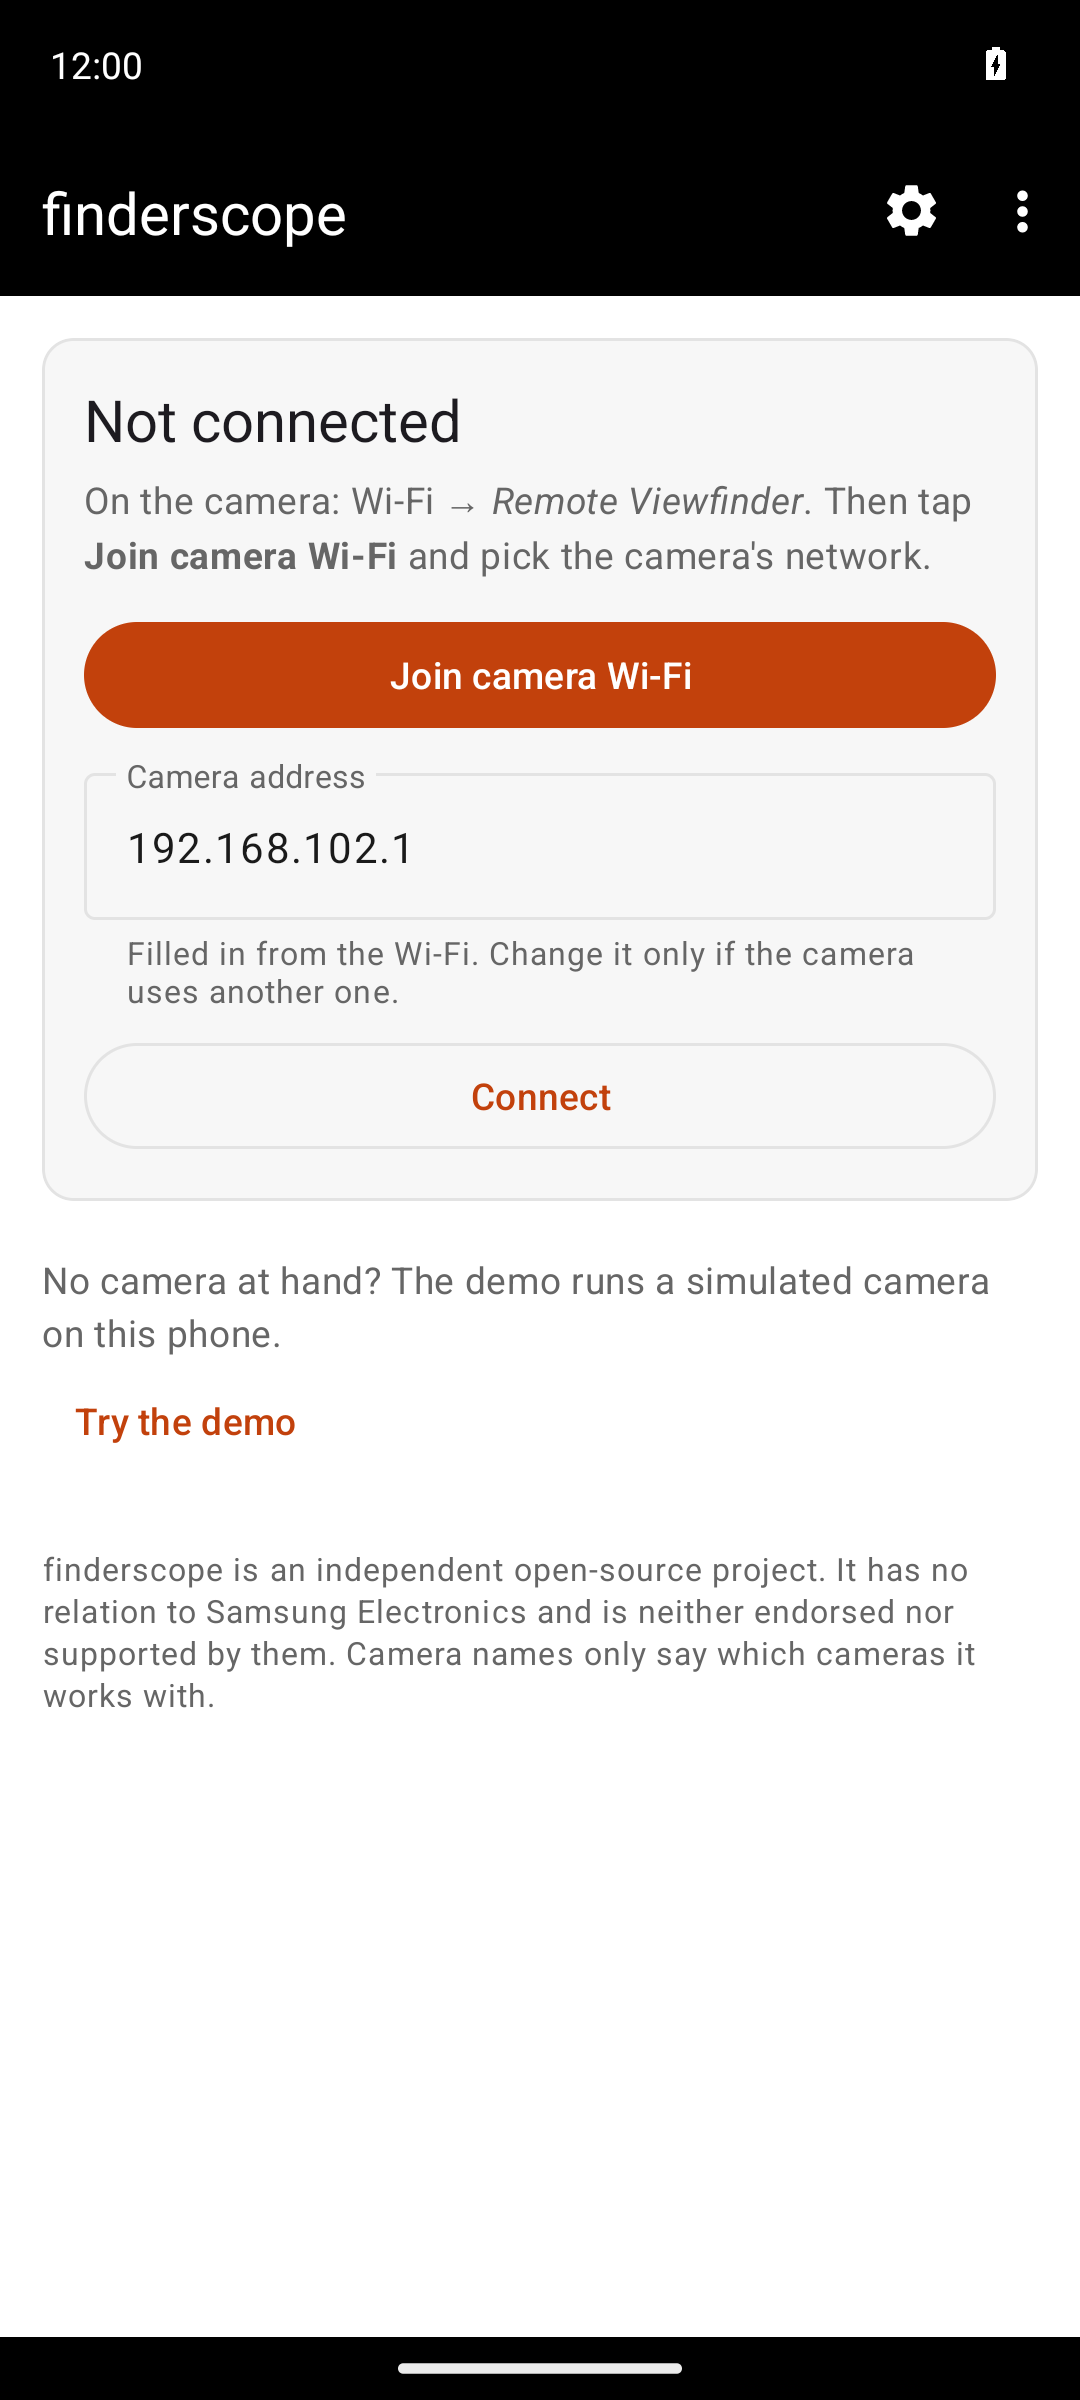 12:00
finderscope
Not connected
On the camera: Wi-Fi → Remote Viewfinder. Then tap
Join camera Wi-Fi and pick the camera's network.
Join camera Wi-Fi
Camera address
192.168.102.1
Filled in from the Wi-Fi. Change it only if the camera
uses another one.
Connect
No camera at hand? The demo runs a simulated camera
on this phone.
Try the demo
finderscope is an independent open-source project. It has no
relation to Samsung Electronics and is neither endorsed nor
supported by them. Camera names only say which cameras it
works with.